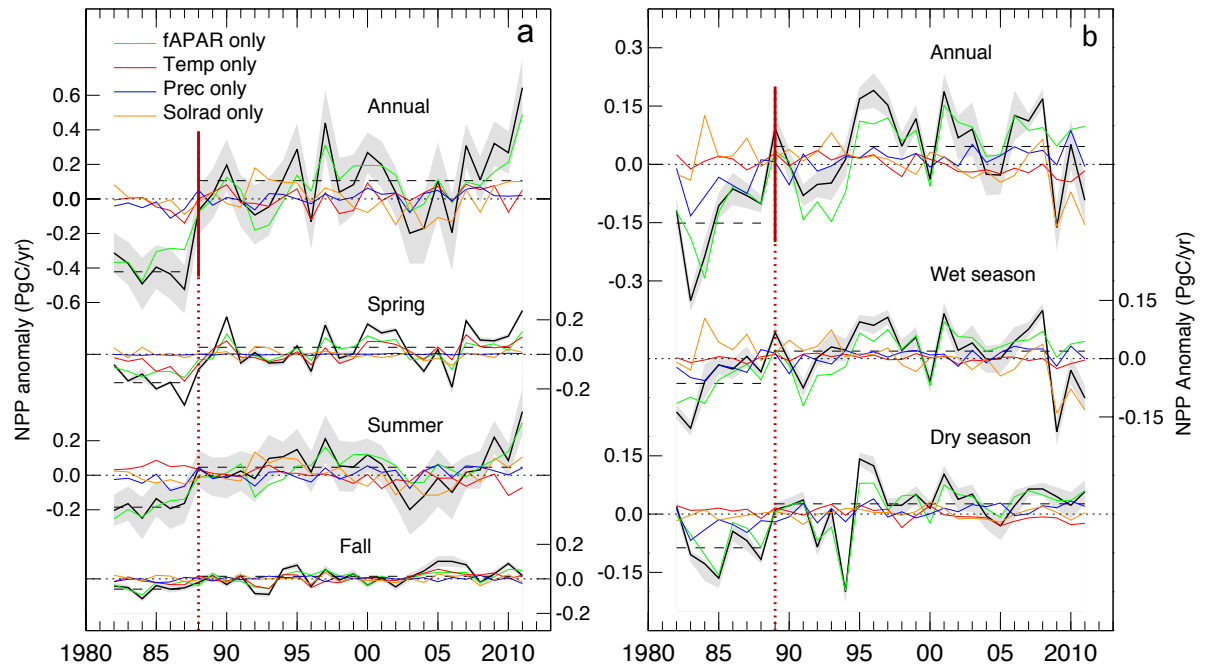 a
fAPAR only
Temp only
Prec only
Solrad only
Annual
Spring
Summer
Fall
NPP anomaly (PgC/yr)
0.6
0.4
0.2
0.0
-0.2
-0.4
-0.6
0.2
0.0
-0.2
0.2
0.0
-0.2
0.2
0.0
-0.2
1980 85 90 95 00 05 2010
b
Annual
Wet season
Dry season
0.3
0.15
0.0
-0.15
-0.3
0.15
0.0
-0.15
0.15
0.0
-0.15
NPP Anomaly (PgC/yr)
1980 85 90 95 00 05 2010